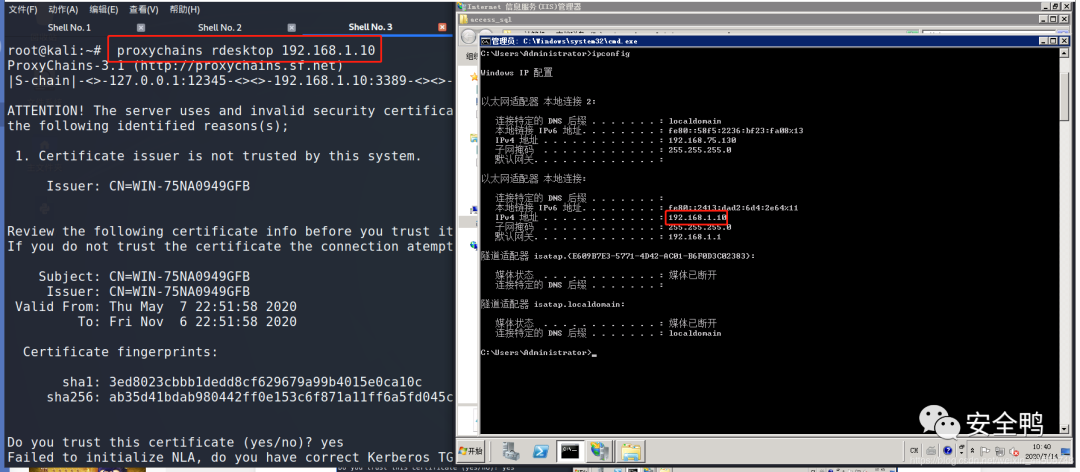 文件(F) 动作(A) 编辑(E) 查看(V) 帮助(H)
Shell No. 1
Shell No. 2
Shell No. 3
root@kali:~# proxychains rdesktop 192.168.1.10
ProxyChains-3.1 (http://proxychains.sf.net)
|S-chain|-<>-127.0.0.1:12345-<><>-192.168.1.10:3389-<><>-
ATTENTION! The server uses and invalid security certifica
the following identified reasons(s);
1. Certificate issuer is not trusted by this system.
Issuer: CN=WIN-75NA0949GFB
Review the following certificate info before you trust it
If you do not trust the certificate the connection atempt
Subject: CN=WIN-75NA0949GFB
Issuer: CN=WIN-75NA0949GFB
Valid From: Thu May 7 22:51:58 2020
To: Fri Nov 6 22:51:58 2020
Certificate fingerprints:
sha1: 3ed8023cbbb1dedd8cf629679a99b4015e0ca10c
sha256: ab35d41bdab980442ff0e153c6f871a11ff6a5fd045c
Do you trust this certificate (yes/no)? yes
Failed to initialize NLA, do you have correct Kerberos TG
Internet 信息服务(IIS)管理器
access_sql
管理员: C:\Windows\system32\cmd.exe
C:\Users\Administrator>ipconfig
Windows IP 配置
以太网适配器 本地连接 2:
连接特定的 DNS 后缀 . . . . . . . : localdomain
本地链接 IPv6 地址. . . . . . . . : fe80::58f5:2236:bf23:fa08%13
IPv4 地址 . . . . . . . . . . . . : 192.168.75.130
子网掩码 . . . . . . . . . . . . : 255.255.255.0
默认网关. . . . . . . . . . . . . :
以太网适配器 本地连接:
连接特定的 DNS 后缀 . . . . . . . :
本地链接 IPv6 地址. . . . . . . . : fe80::2413:dad2:6d4:2e64%11
IPv4 地址 . . . . . . . . . . . . : 192.168.1.10
子网掩码 . . . . . . . . . . . . : 255.255.255.0
默认网关. . . . . . . . . . . . . : 192.168.1.1
隧道适配器 isatap.{E609B7E3-5771-4D42-AC01-B6F0D3C02383}:
媒体状态 . . . . . . . . . . . . : 媒体已断开
连接特定的 DNS 后缀 . . . . . . . :
隧道适配器 isatap.localdomain:
媒体状态 . . . . . . . . . . . . : 媒体已断开
连接特定的 DNS 后缀 . . . . . . . : localdomain
C:\Users\Administrator>
安全鸭
开始
CH
10:40
2020/7/14